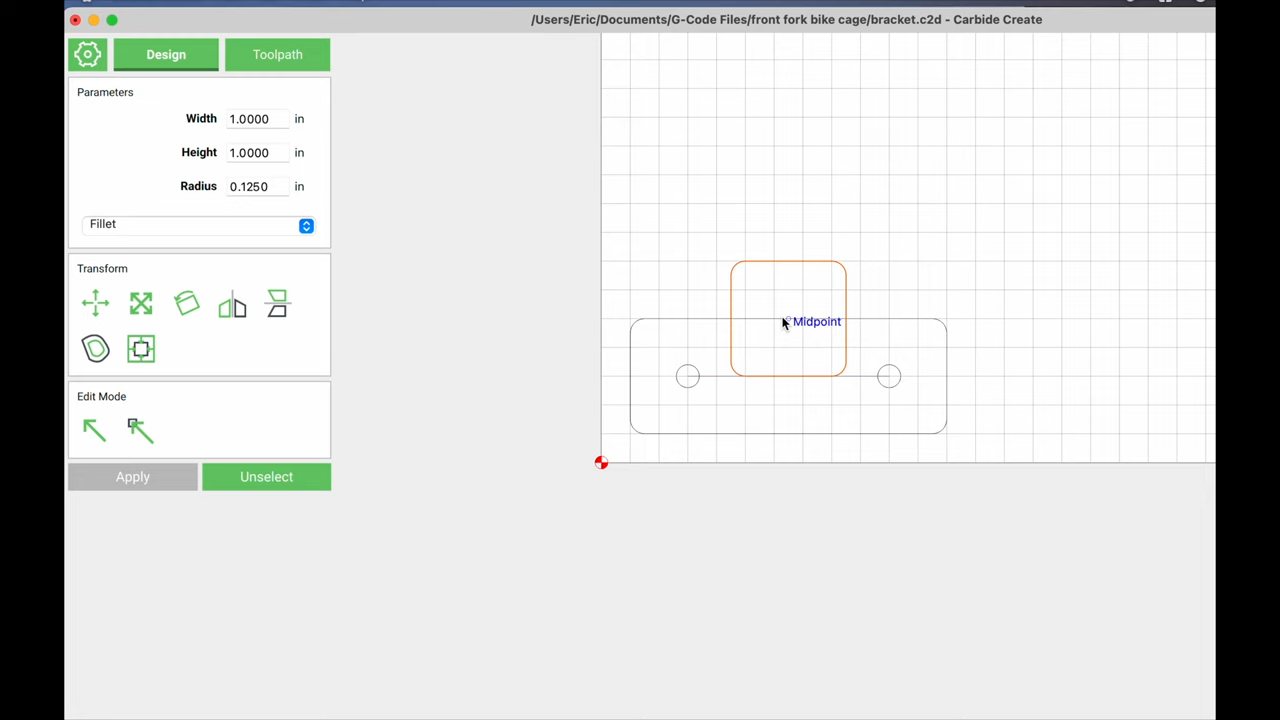 /Users/Eric/Documents/G-Code Files/front fork bike cage/bracket.c2d - Carbide Create
Design Toolpath
Parameters
Width 1.0000 in
Height 1.0000 in
Radius 0.1250 in
Fillet
Transform
Midpoint
Edit Mode
Apply Unselect